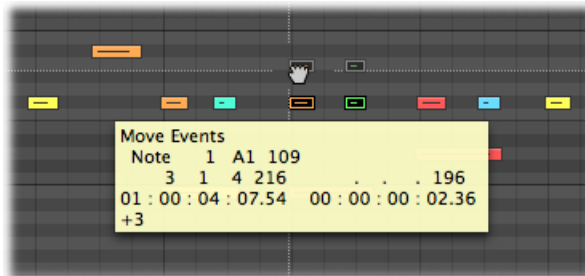 Move Events
Note 1 A1 109
3 1 4 216 . . . 196
01 : 00 : 04 : 07.54 00 : 00 : 00 : 02.36
+3